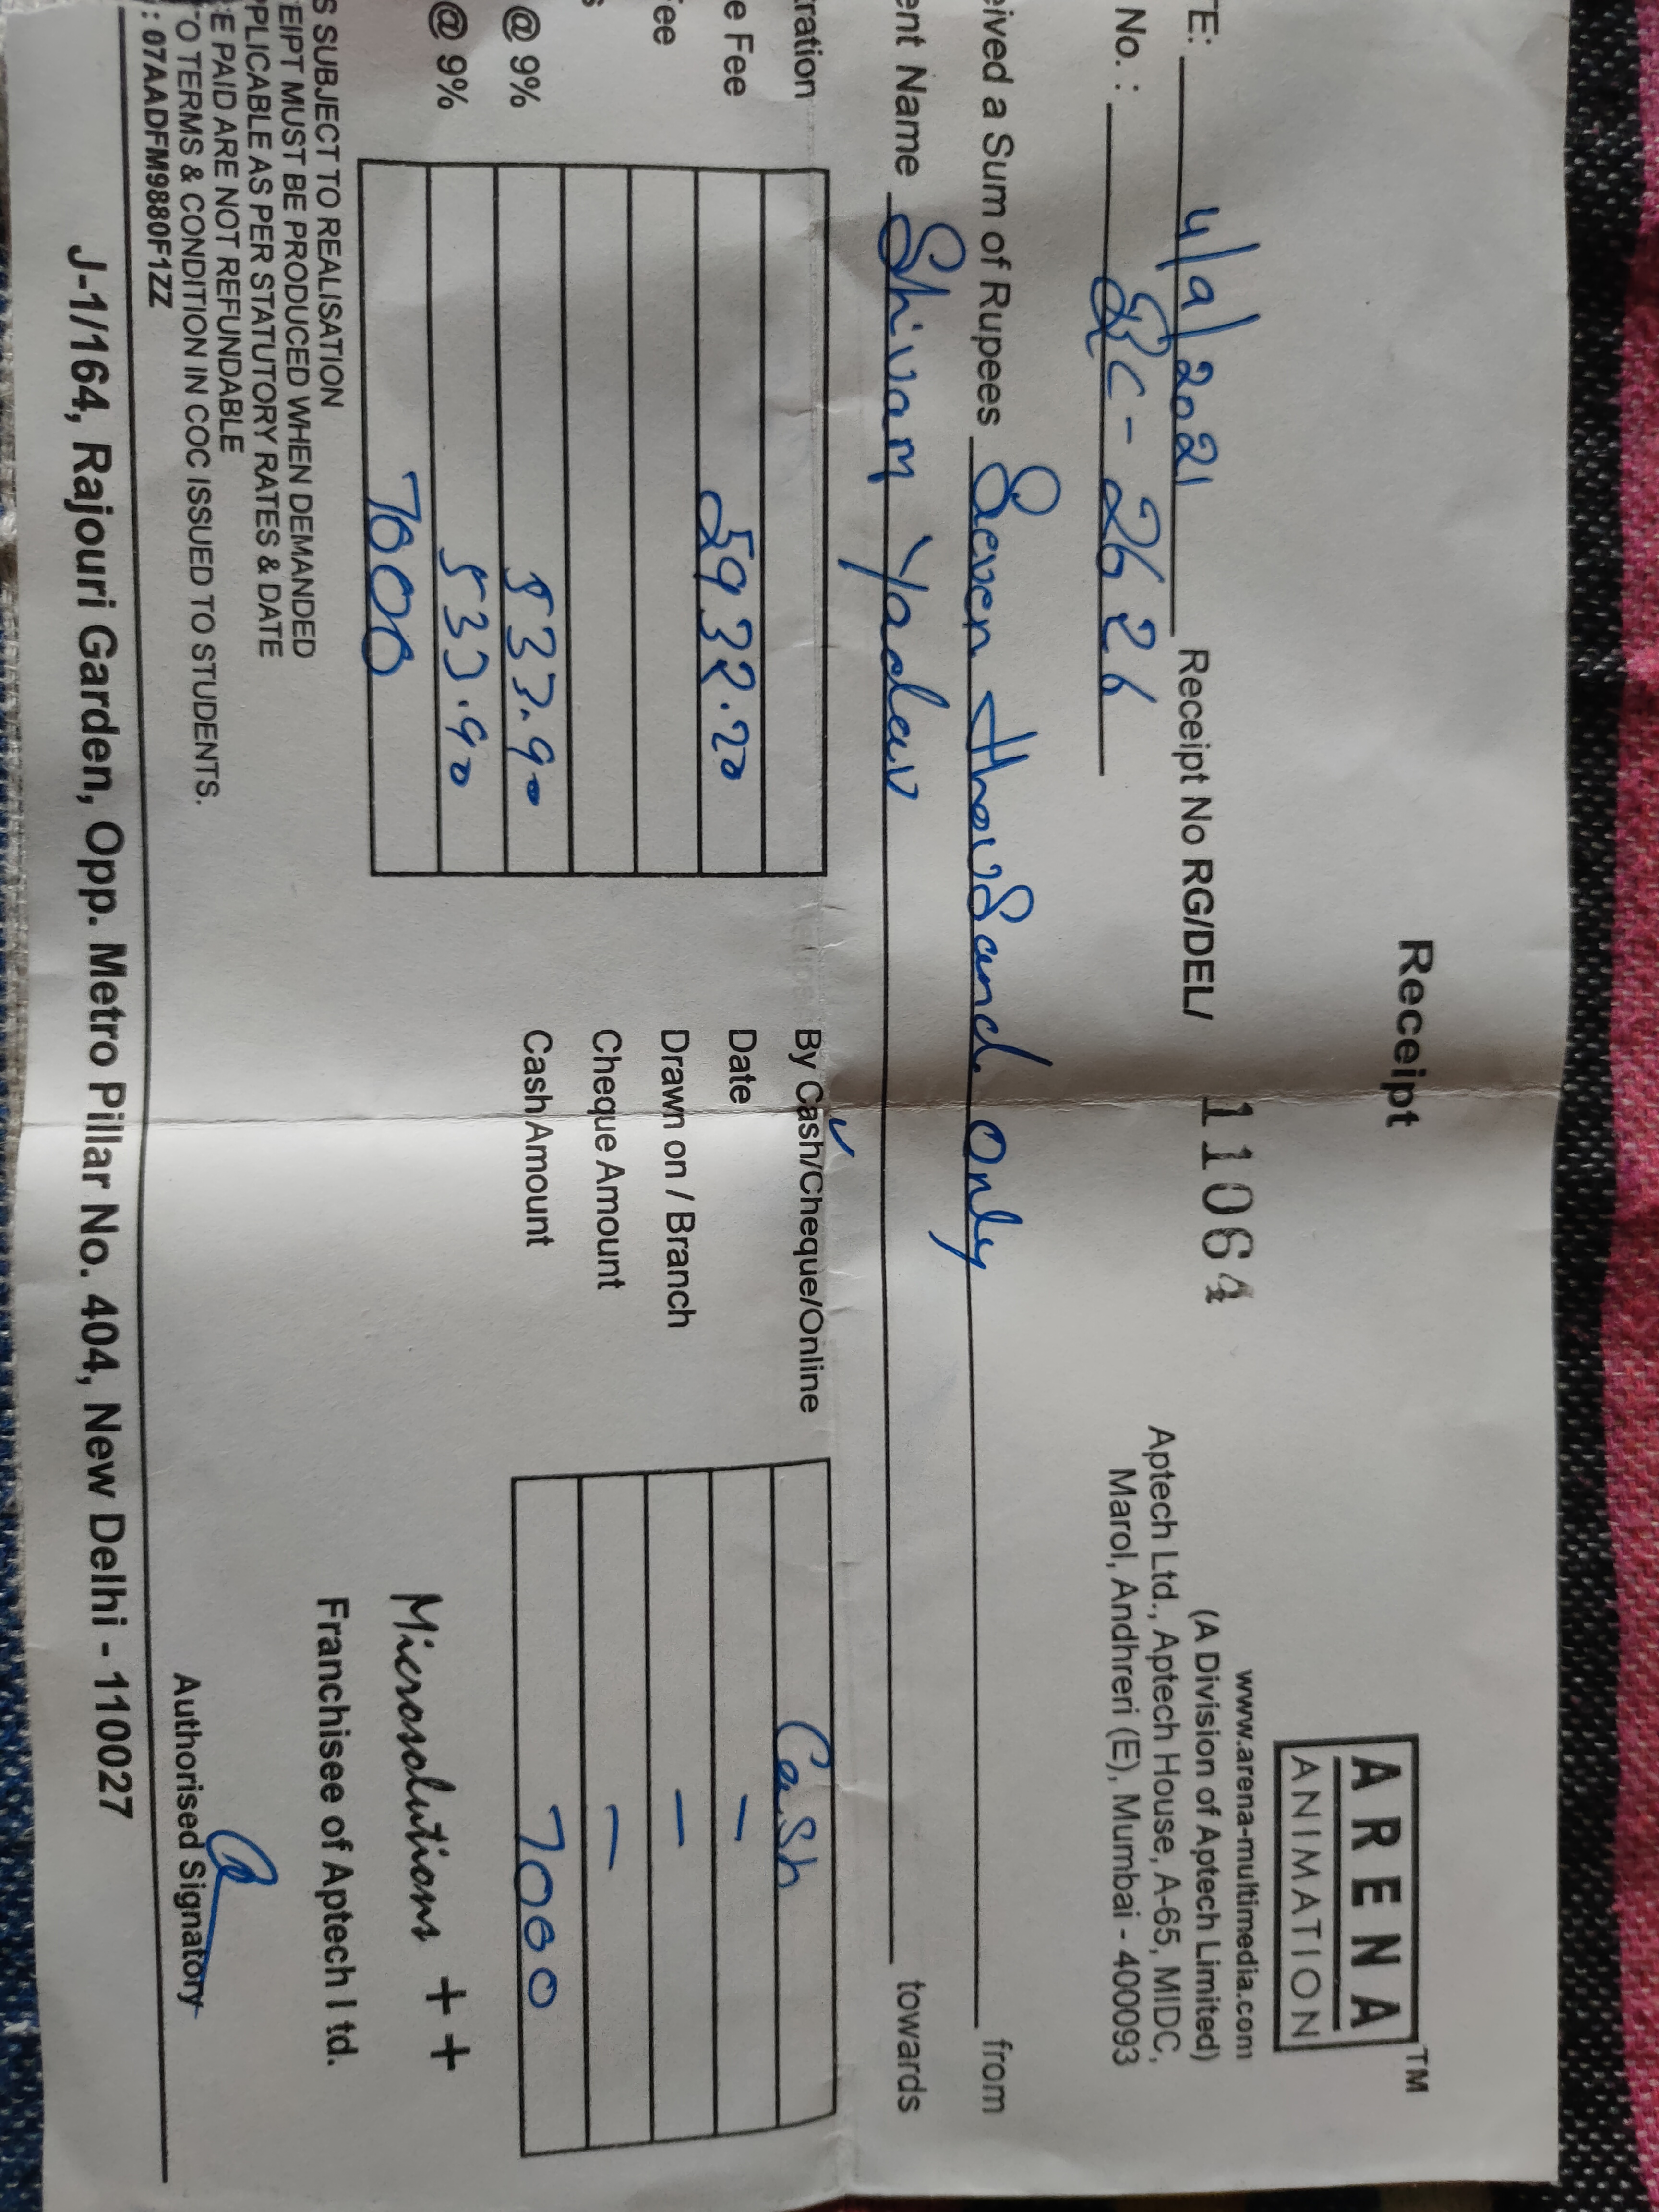 Receipt
ARENA TM
ANIMATION
www.arena-multimedia.com
(A Division of Aptech Limited)
Aptech Ltd., Aptech House, A-65, MIDC,
Marol, Andhreri (E), Mumbai - 400093
TE: 4/9/2021 Receipt No RG/DEL/ 11064
No. : RC - 2626
eived a Sum of Rupees Seven thousand only from
ent Name Shivam Yadav towards
ration
e Fee 5932.20
ee
@ 9% 533.90
@ 9% 533.90
7000
By Cash/Cheque/Online Cash
Date -
Drawn on / Branch -
Cheque Amount -
Cash Amount 7000
S SUBJECT TO REALISATION
EIPT MUST BE PRODUCED WHEN DEMANDED
PPLICABLE AS PER STATUTORY RATES & DATE
E PAID ARE NOT REFUNDABLE
TO TERMS & CONDITION IN COC ISSUED TO STUDENTS.
: 07AADFM9880F1ZZ
Microsolutions ++
Franchisee of Aptech l td.
Authorised Signatory
J-1/164, Rajouri Garden, Opp. Metro Pillar No. 404, New Delhi - 110027